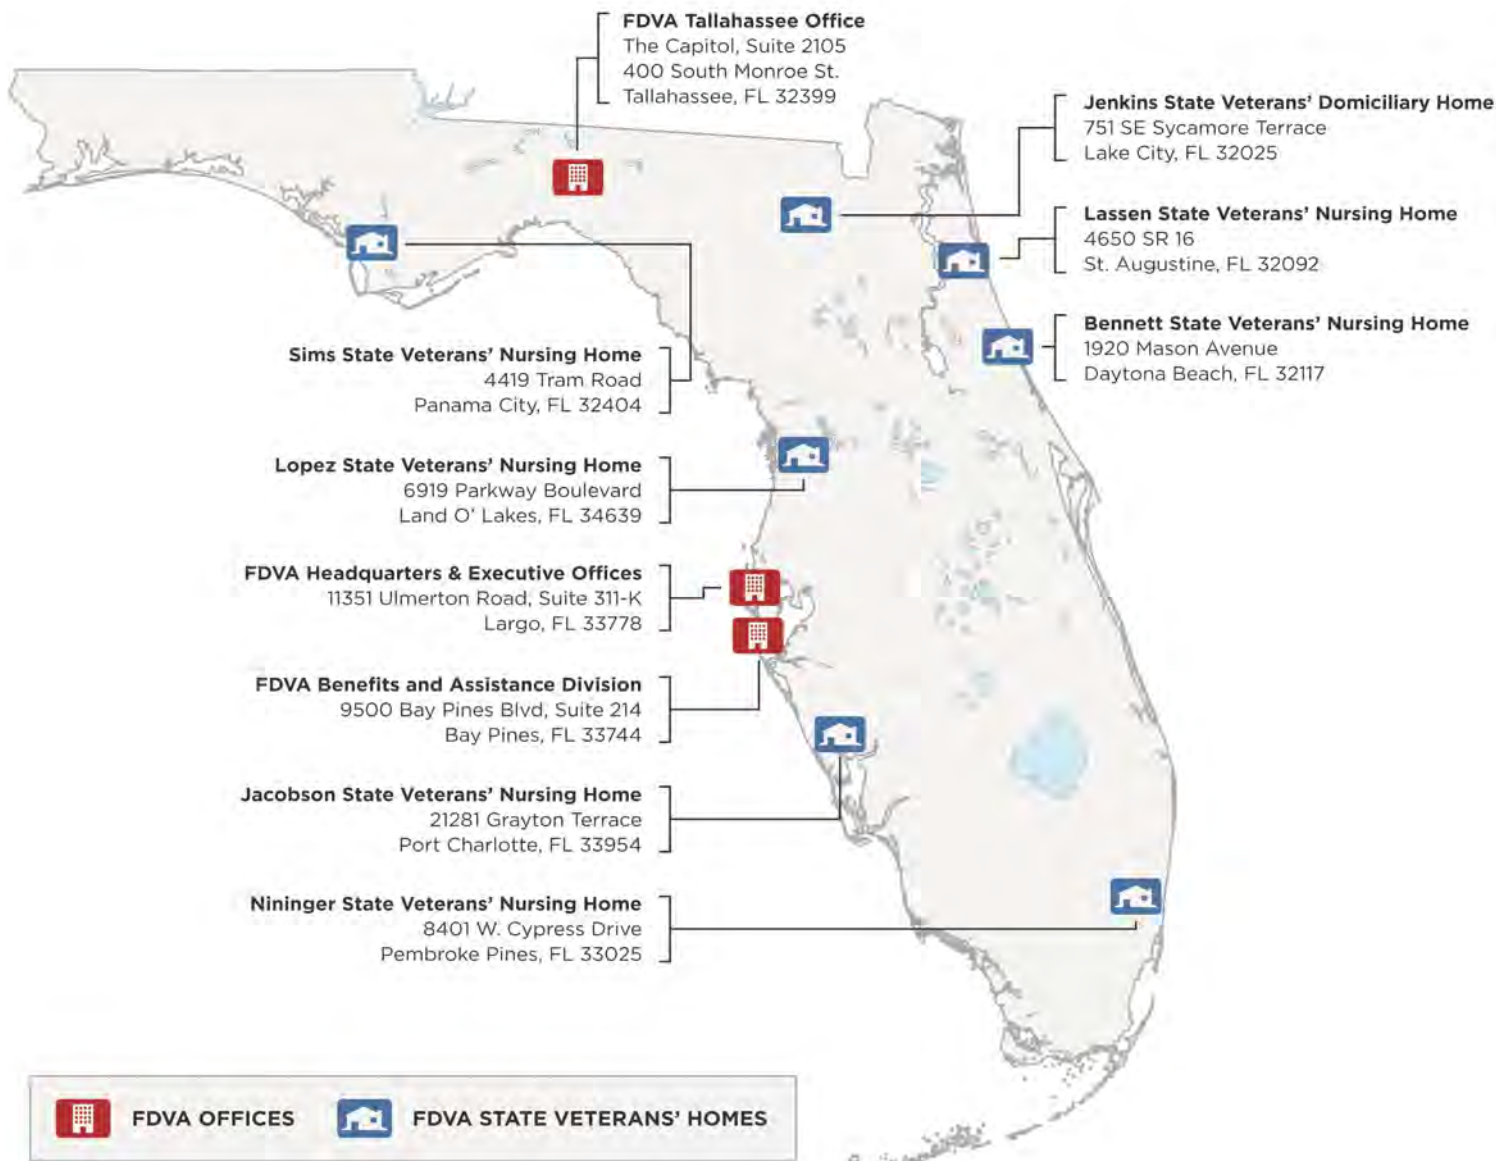 FDVA Tallahassee Office
The Capitol, Suite 2105
400 South Monroe St.
Tallahassee, FL 32399
Jenkins State Veterans' Domiciliary Home
751 SE Sycamore Terrace
Lake City, FL 32025
Lassen State Veterans' Nursing Home
4650 SR 16
St. Augustine, FL 32092
Bennett State Veterans' Nursing Home
1920 Mason Avenue
Daytona Beach, FL 32117
Sims State Veterans' Nursing Home
4419 Tram Road
Panama City, FL 32404
Lopez State Veterans' Nursing Home
6919 Parkway Boulevard
Land O' Lakes, FL 34639
FDVA Headquarters & Executive Offices
11351 Ulmerton Road, Suite 311-K
Largo, FL 33778
FDVA Benefits and Assistance Division
9500 Bay Pines Blvd, Suite 214
Bay Pines, FL 33744
Jacobson State Veterans' Nursing Home
21281 Grayton Terrace
Port Charlotte, FL 33954
Nininger State Veterans' Nursing Home
8401 W. Cypress Drive
Pembroke Pines, FL 33025
FDVA OFFICES
FDVA STATE VETERANS' HOMES